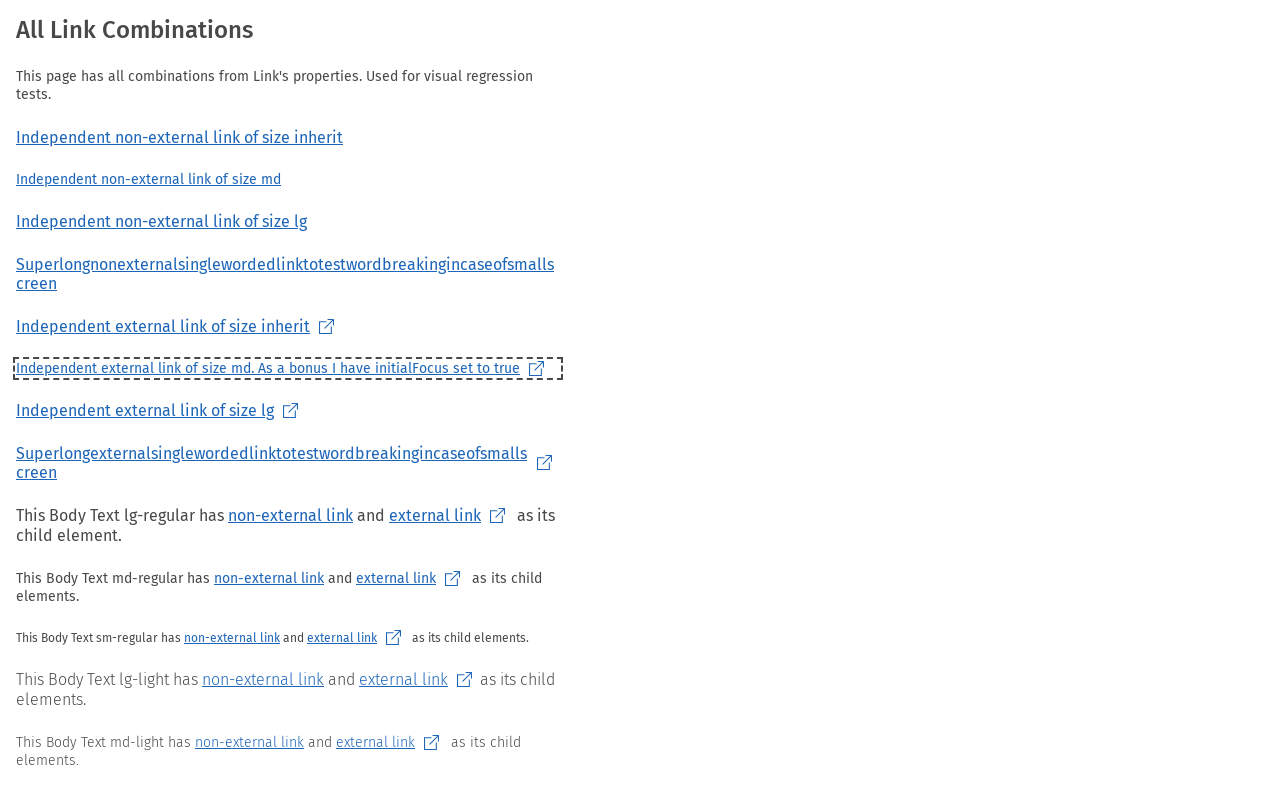 All Link Combinations
This page has all combinations from Link's properties. Used for visual regression
tests.
Independent non-external link of size inherit
Independent non-external link of size md
Independent non-external link of size lg
Superlongnonexternalsinglewordedlinktotestwordbreakingincaseofsmalls
creen
Independent external link of size inherit
Independent external link of size md. As a bonus I have initialFocus set to true
Independent external link of size lg
Superlongexternalsinglewordedlinktotestwordbreakingincaseofsmalls
creen
This Body Text lg-regular has non-external link and external link as its
child element.
This Body Text md-regular has non-external link and external link as its child
elements.
This Body Text sm-regular has non-external link and external link as its child elements.
This Body Text lg-light has non-external link and external link as its child
elements.
This Body Text md-light has non-external link and external link as its child
elements.